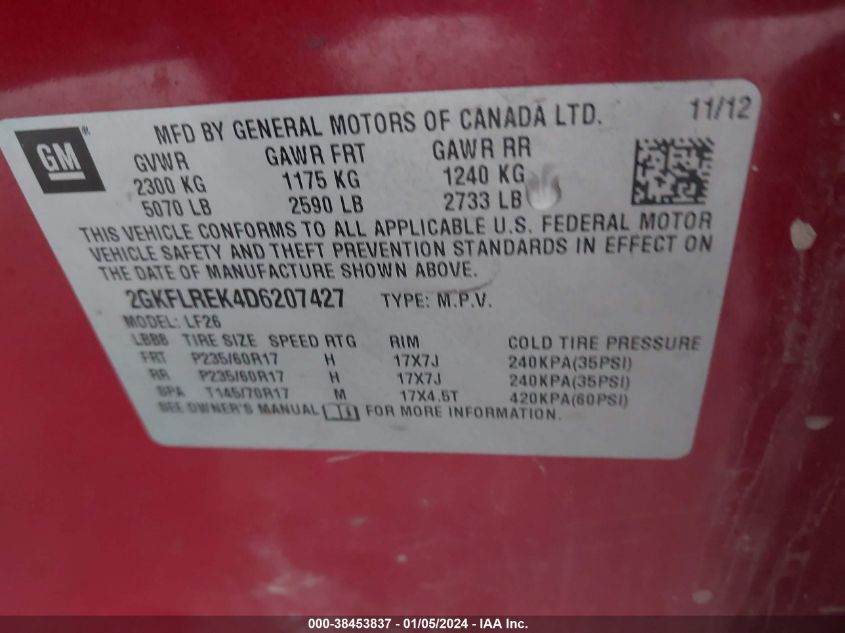 GM
MFD BY GENERAL MOTORS OF CANADA LTD. 11/12
GVWR GAWR FRT GAWR RR
2300 KG 1175 KG 1240 KG
5070 LB 2590 LB 2733 LB
THIS VEHICLE CONFORMS TO ALL APPLICABLE U.S. FEDERAL MOTOR
VEHICLE SAFETY AND THEFT PREVENTION STANDARDS IN EFFECT ON
THE DATE OF MANUFACTURE SHOWN ABOVE.
2GKFLREK4D6207427 TYPE: M.P.V.
MODEL: LF26
LBBB TIRE SIZE SPEED RTG RIM COLD TIRE PRESSURE
FRT P235/60R17 H 17X7J 240KPA(35PSI)
RR P235/60R17 H 17X7J 240KPA(35PSI)
SPA T145/70R17 M 17X4.5T 420KPA(60PSI)
SEE OWNER'S MANUAL FOR MORE INFORMATION.
000-38453837 - 01/05/2024 - IAA Inc.